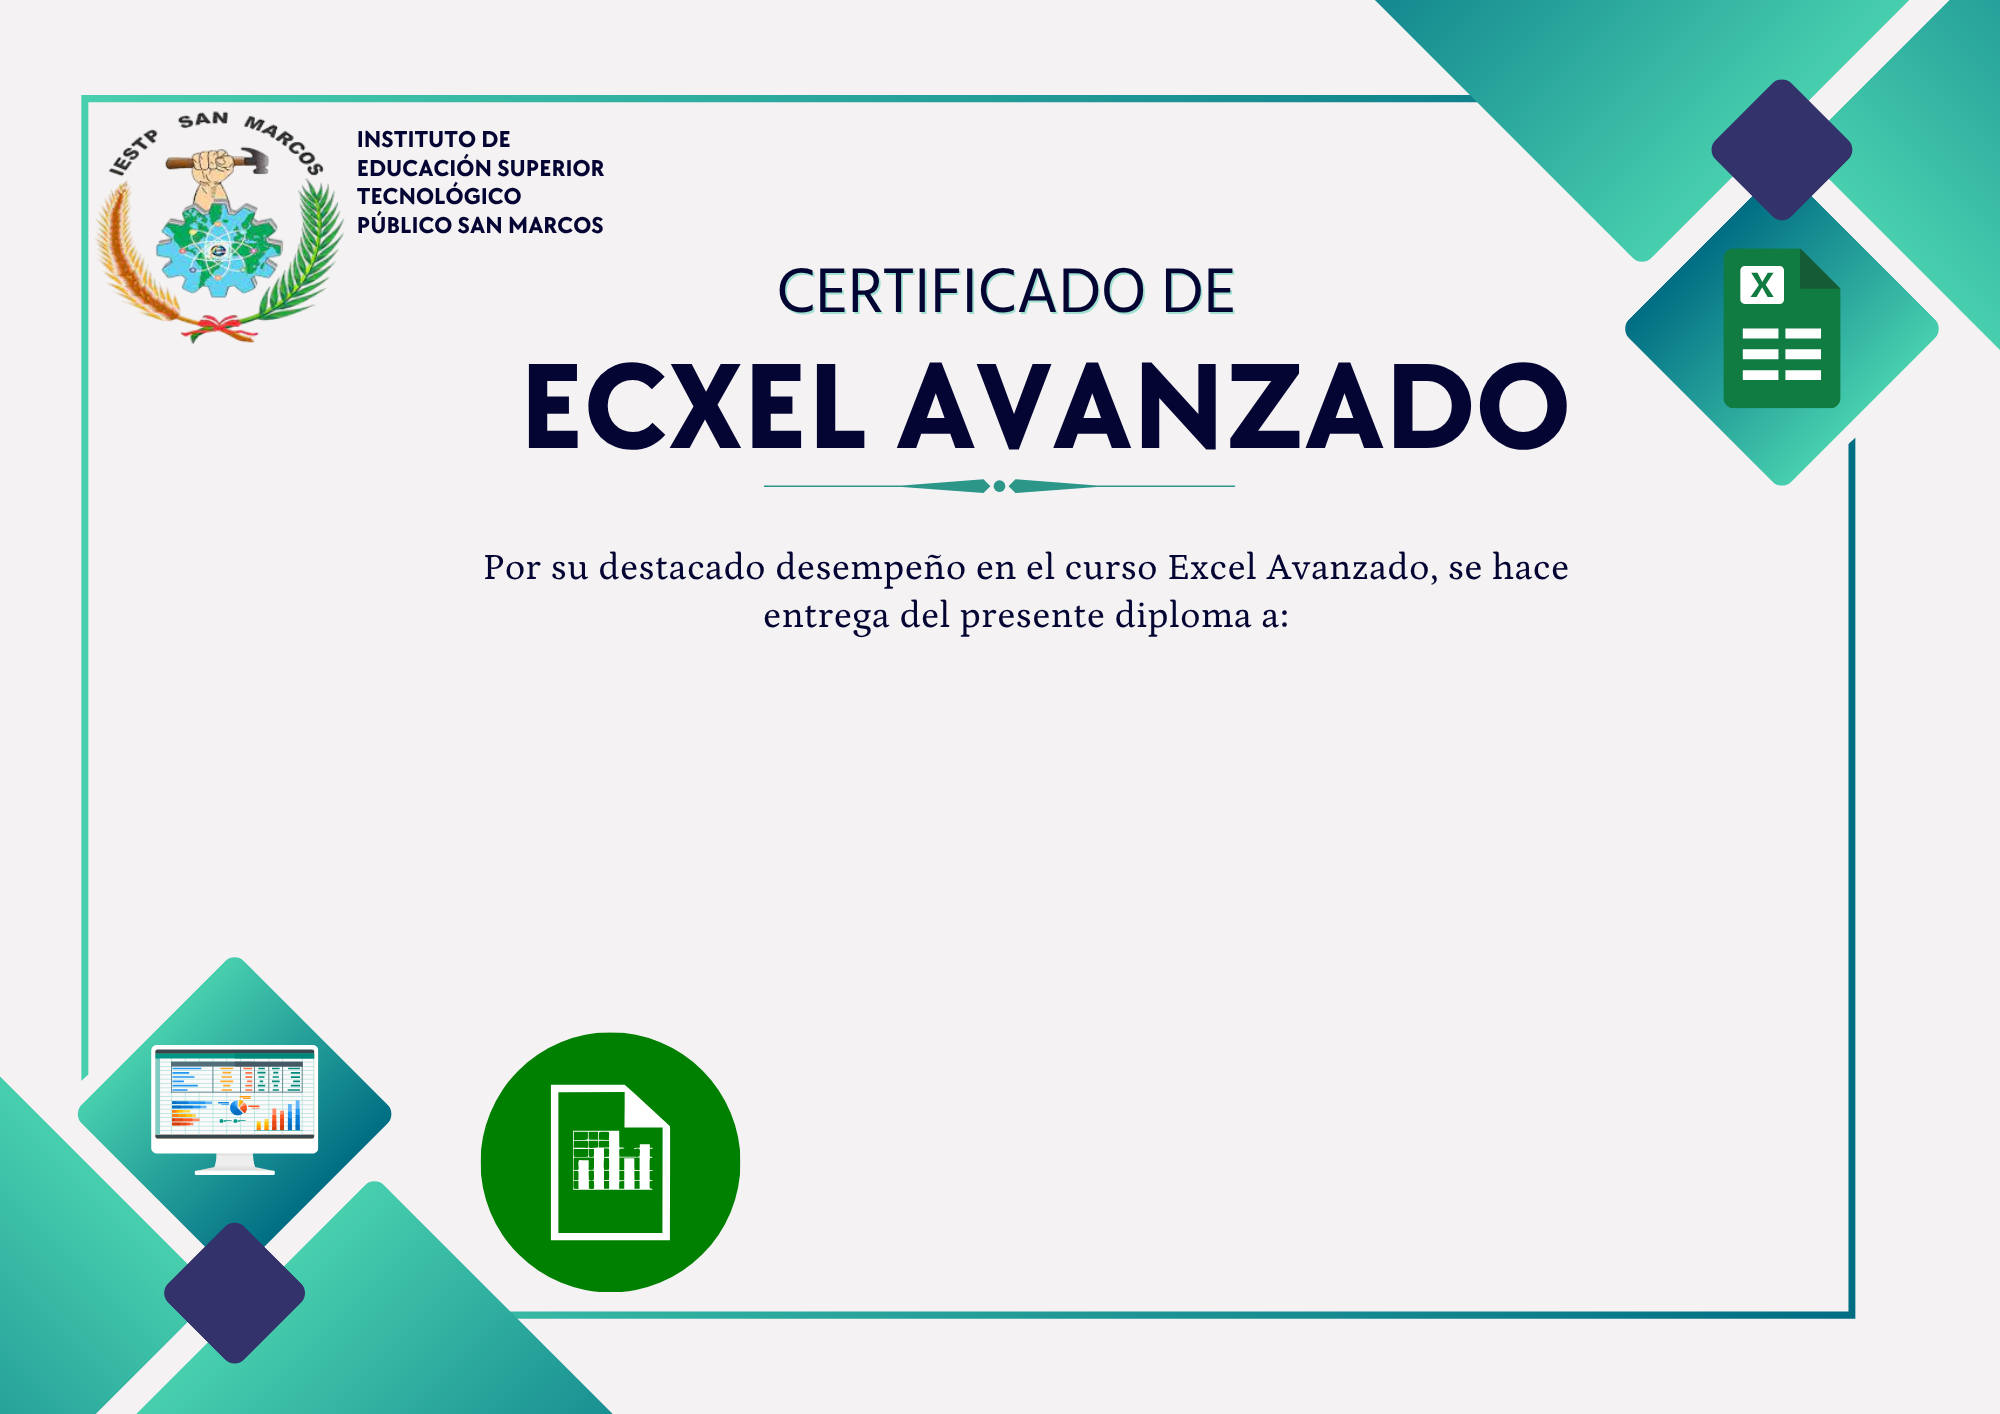 IESTP SAN MARCOS
INSTITUTO DE
EDUCACIÓN SUPERIOR
TECNOLÓGICO
PÚBLICO SAN MARCOS
CERTIFICADO DE
ECXEL AVANZADO
X
Por su destacado desempeño en el curso Excel Avanzado, se hace
entrega del presente diploma a: